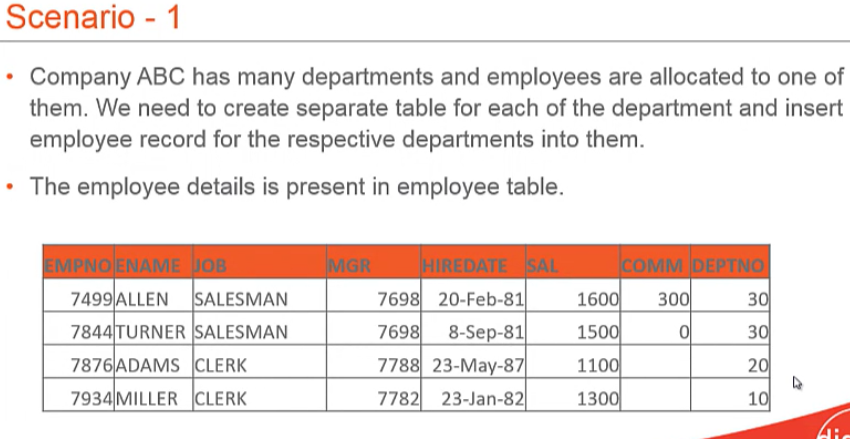 Scenario - 1
• Company ABC has many departments and employees are allocated to one of
them. We need to create separate table for each of the department and insert
employee record for the respective departments into them.
• The employee details is present in employee table.
EMPNO ENAME JOB MGR HIREDATE SAL COMM DEPTNO
7499 ALLEN SALESMAN 7698 20-Feb-81 1600 300 30
7844 TURNER SALESMAN 7698 8-Sep-81 1500 0 30
7876 ADAMS CLERK 7788 23-May-87 1100 20
7934 MILLER CLERK 7782 23-Jan-82 1300 10